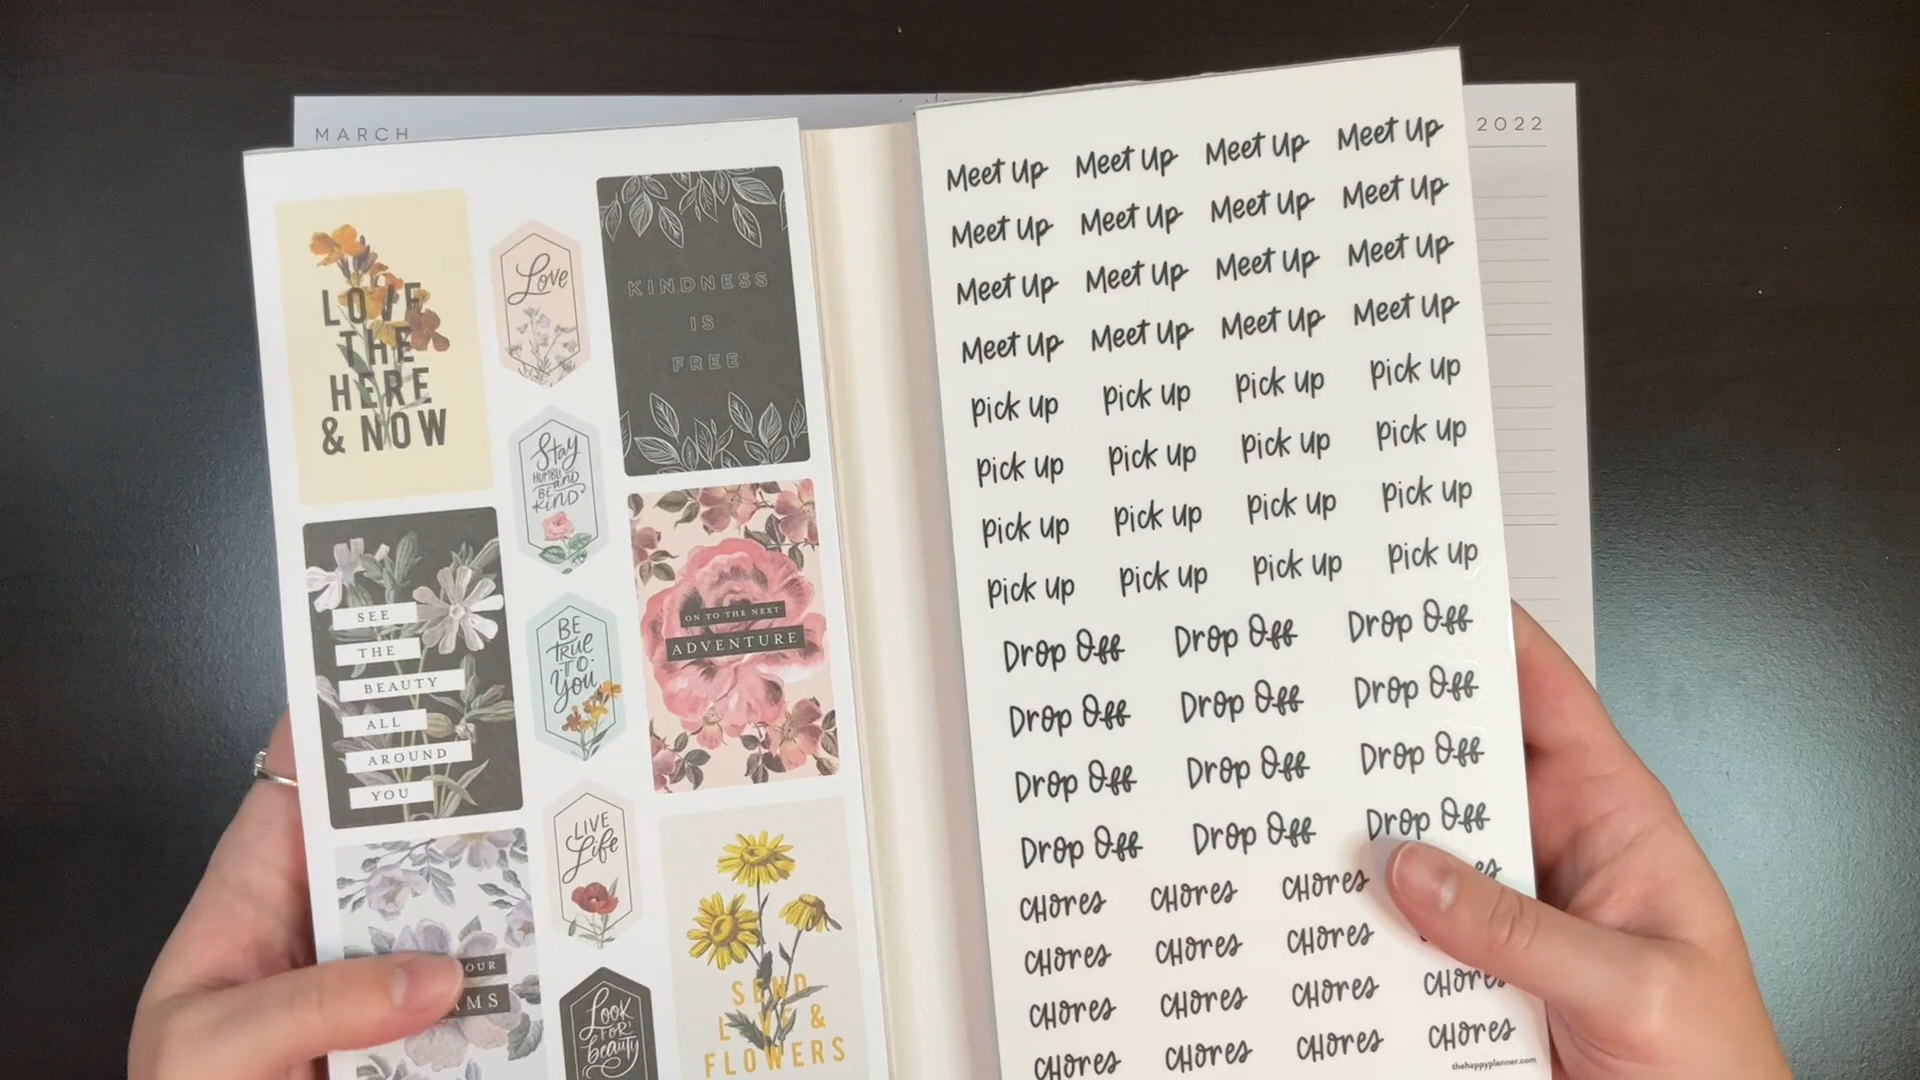 MARCH
2022
LOVE
THE
HERE
& NOW
Love
KINDNESS
IS
FREE
Stay
HUMBLE
and
BE
KIND
SEE
THE
BEAUTY
ALL
AROUND
YOU
BE
TRUE
TO
YOU
ON TO THE NEXT
ADVENTURE
LIVE
Life
OUR
AMS
Look
FOR
beauty
SEND
LOVE &
FLOWERS
Meet Up Meet Up Meet Up Meet Up
Meet Up Meet Up Meet Up Meet Up
Meet Up Meet Up Meet Up Meet Up
Meet Up Meet Up Meet Up Meet Up
Pick Up Pick Up Pick Up Pick Up
Pick Up Pick Up Pick Up Pick Up
Pick Up Pick Up Pick Up Pick Up
Pick Up Pick Up Pick Up Pick Up
Drop Off Drop Off Drop Off
Drop Off Drop Off Drop Off
Drop Off Drop Off Drop Off
Drop Off Drop Off Drop Off
CHores CHores CHores
CHores CHores CHores
CHores CHores CHores CHores
CHores CHores CHores CHores
thehappyplanner.com